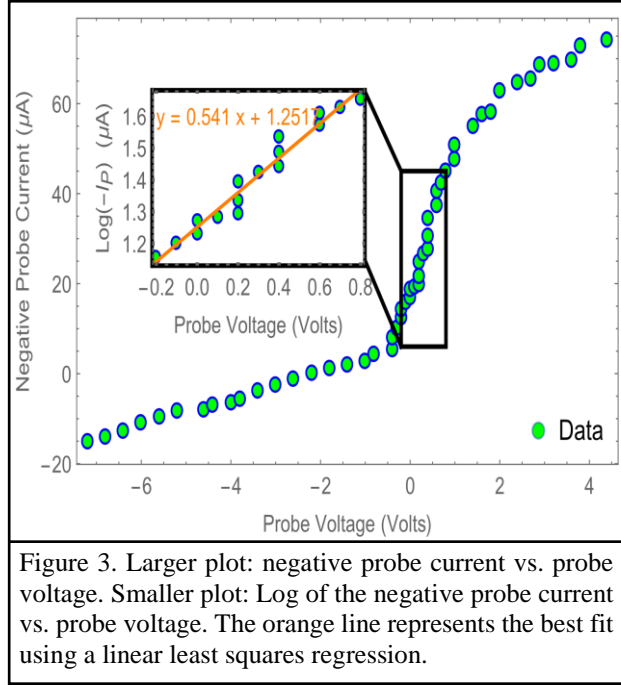 Negative Probe Current (μA)
60
40
20
0
−20
Log(−IP) (μA)
1.6
1.5
1.4
1.3
1.2
y = 0.541 x + 1.2517
−0.2 0.0 0.2 0.4 0.6 0.8
Probe Voltage (Volts)
Data
−6 −4 −2 0 2 4
Probe Voltage (Volts)
Figure 3. Larger plot: negative probe current vs. probe
voltage. Smaller plot: Log of the negative probe current
vs. probe voltage. The orange line represents the best fit
using a linear least squares regression.